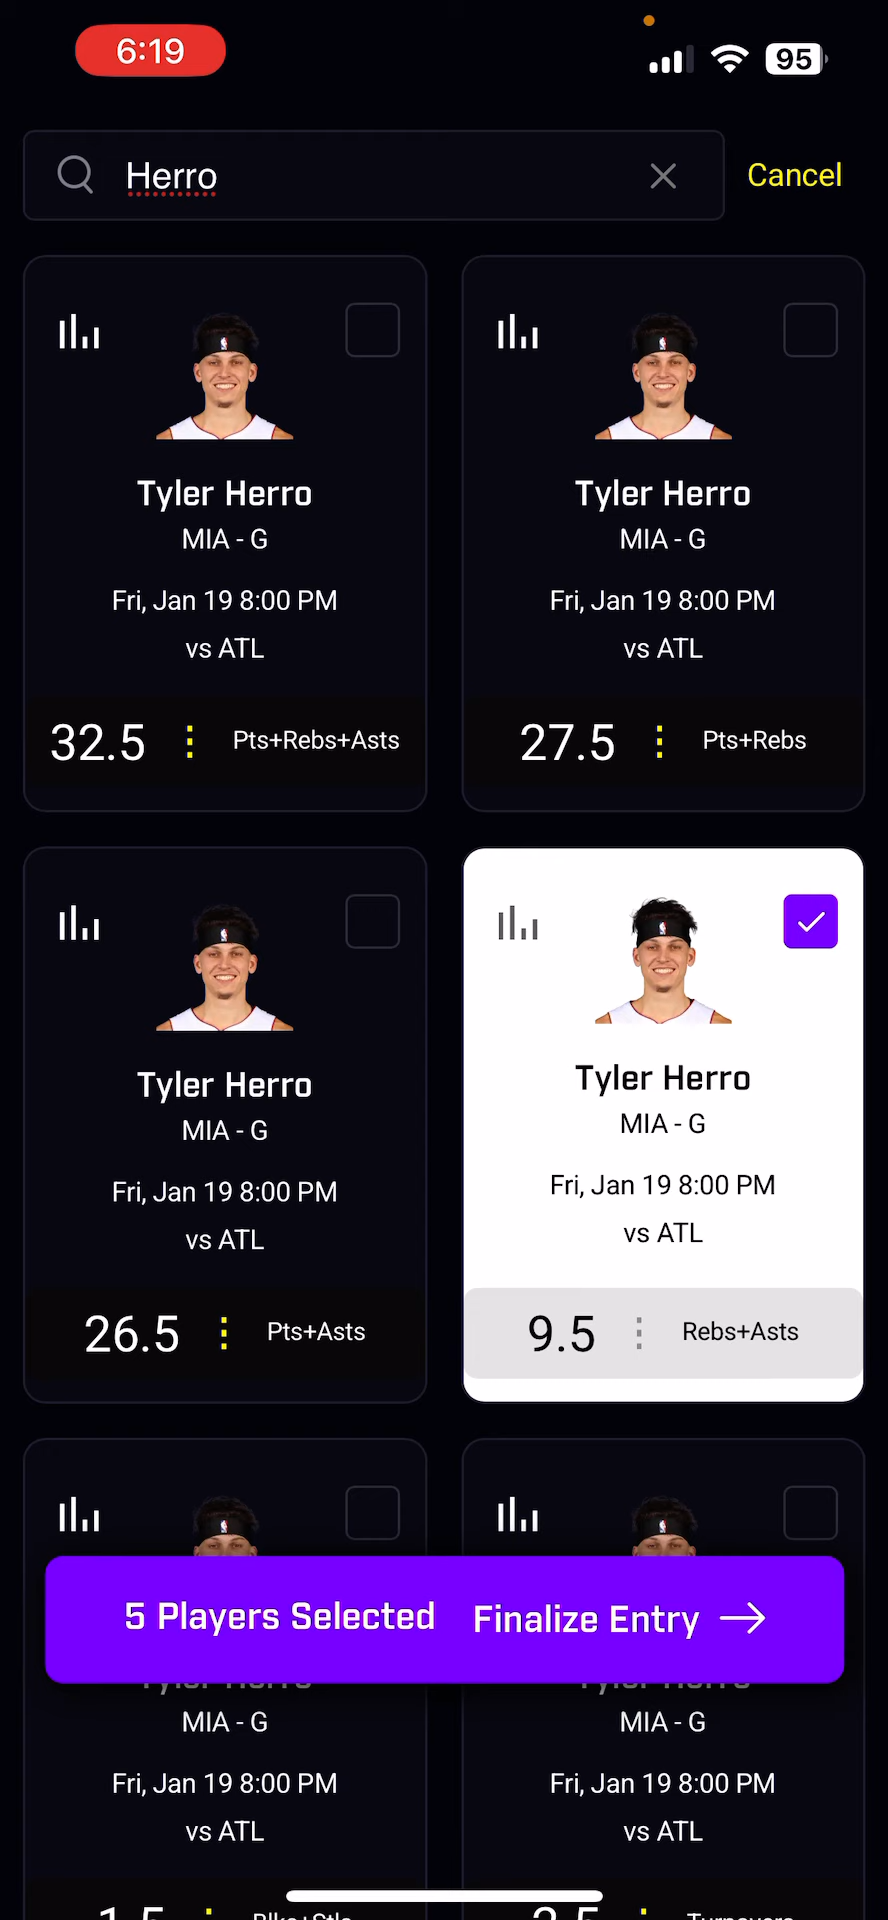 6:19
95
Herro
Cancel
Tyler Herro
MIA - G
Fri, Jan 19 8:00 PM
vs ATL
32.5
Pts+Rebs+Asts
Tyler Herro
MIA - G
Fri, Jan 19 8:00 PM
vs ATL
27.5
Pts+Rebs
Tyler Herro
MIA - G
Fri, Jan 19 8:00 PM
vs ATL
26.5
Pts+Asts
Tyler Herro
MIA - G
Fri, Jan 19 8:00 PM
vs ATL
9.5
Rebs+Asts
5 Players Selected
Finalize Entry
MIA - G
Fri, Jan 19 8:00 PM
vs ATL
MIA - G
Fri, Jan 19 8:00 PM
vs ATL